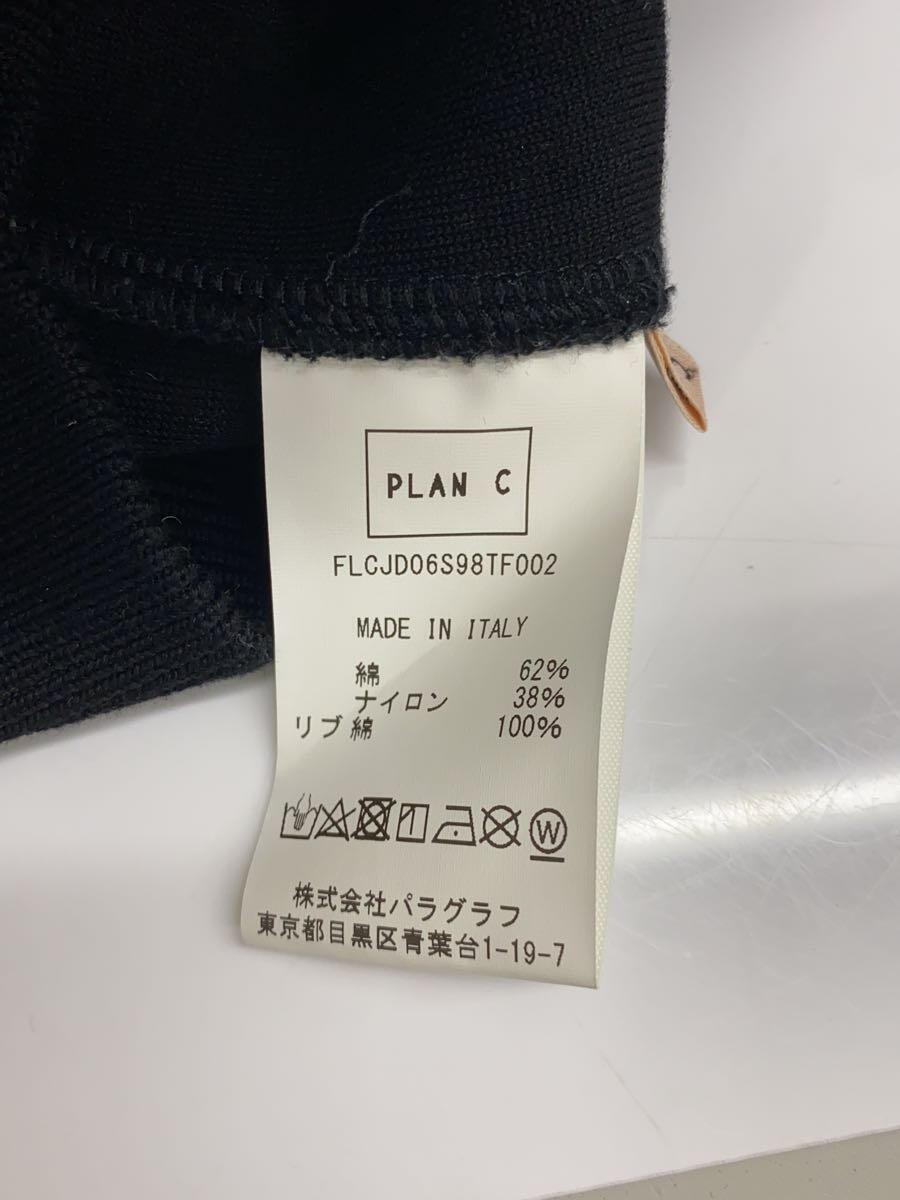 PLAN C
FLCJD06S98TF002
MADE IN ITALY
綿 62%
ナイロン 38%
リブ 綿 100%
W
株式会社パラグラフ
東京都目黒区青葉台1-19-7